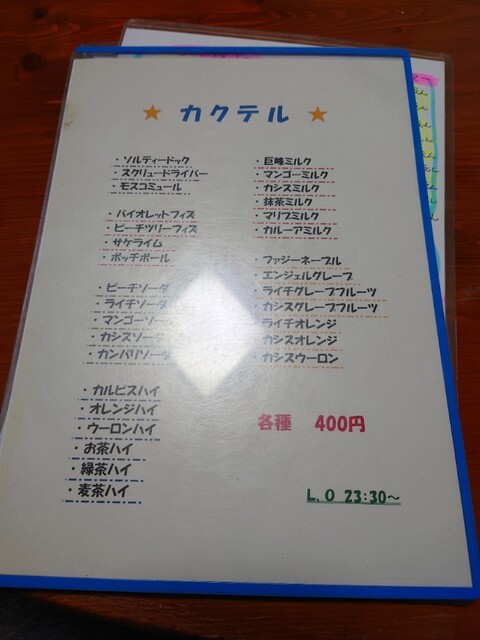 ★ カクテル ★
・ソルティードック
・スクリュードライバー
・モスコミュール
・バイオレットフィズ
・ピーチツリーフィズ
・サケライム
・ポッチボール
・ピーチソーダ
・ライチソーダ
・マンゴーソーダ
・カシスソーダ
・カンパリソーダ
・カルピスハイ
・オレンジハイ
・ウーロンハイ
・お茶ハイ
・緑茶ハイ
・麦茶ハイ
・巨峰ミルク
・マンゴーミルク
・カシスミルク
・抹茶ミルク
・マリブミルク
・カルーアミルク
・ファジーネーブル
・エンジェルグレープ
・ライチグレープフルーツ
・カシスグレープフルーツ
・ライチオレンジ
・カシスオレンジ
・カシスウーロン
各種 400円
L.O 23:30～